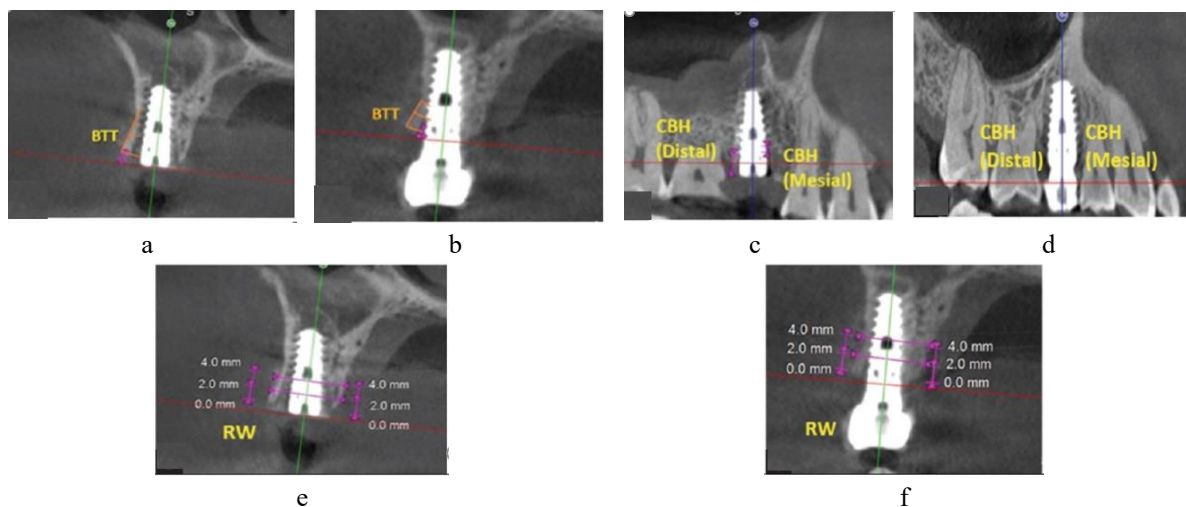 BTT
BTT
CBH
(Distal)
CBH
(Mesial)
CBH
(Distal)
CBH
(Mesial)
a
b
c
d
4.0 mm
2.0 mm
0.0 mm
4.0 mm
2.0 mm
0.0 mm
RW
4.0 mm
2.0 mm
0.0 mm
4.0 mm
2.0 mm
0.0 mm
RW
e
f